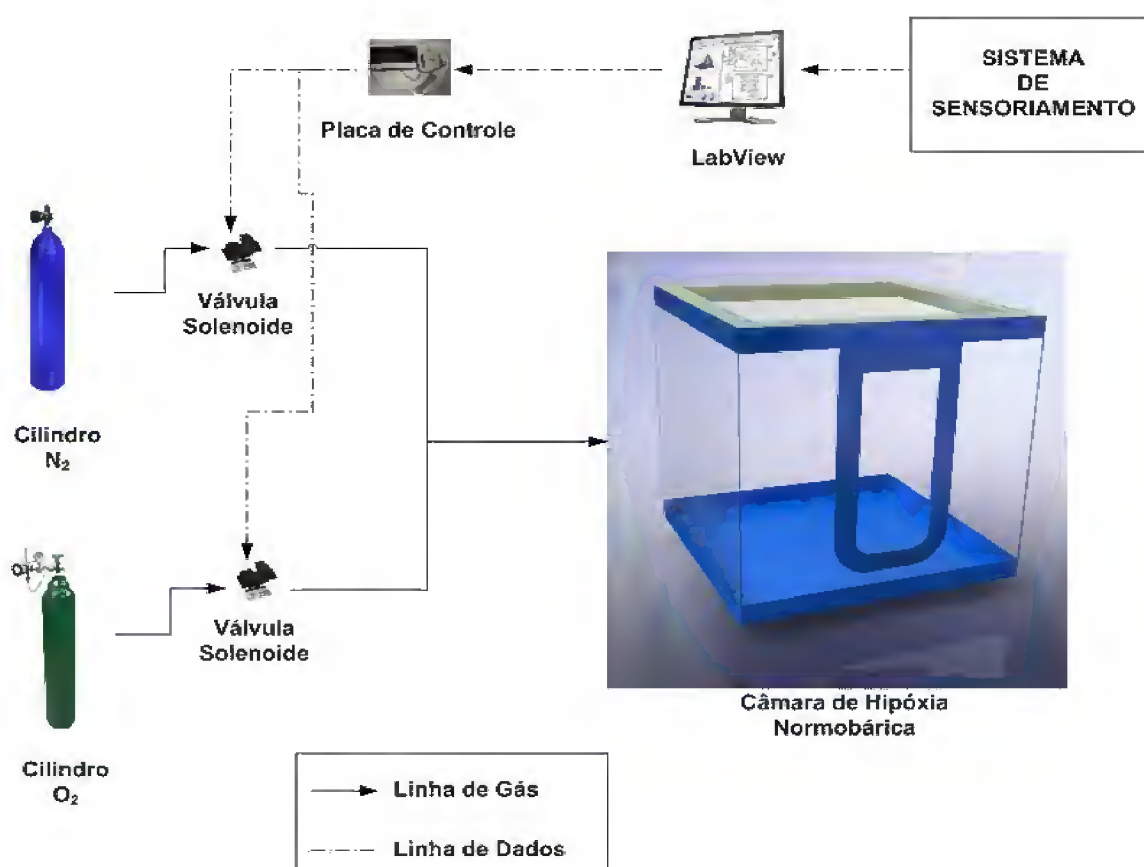 SISTEMA
DE
SENSORIAMENTO
Placa de Controle
LabView
Válvula
Solenoide
Cilindro
N₂
Válvula
Solenoide
Câmara de Hipóxia
Normobárica
Cilindro
O₂
Linha de Gás
Linha de Dados